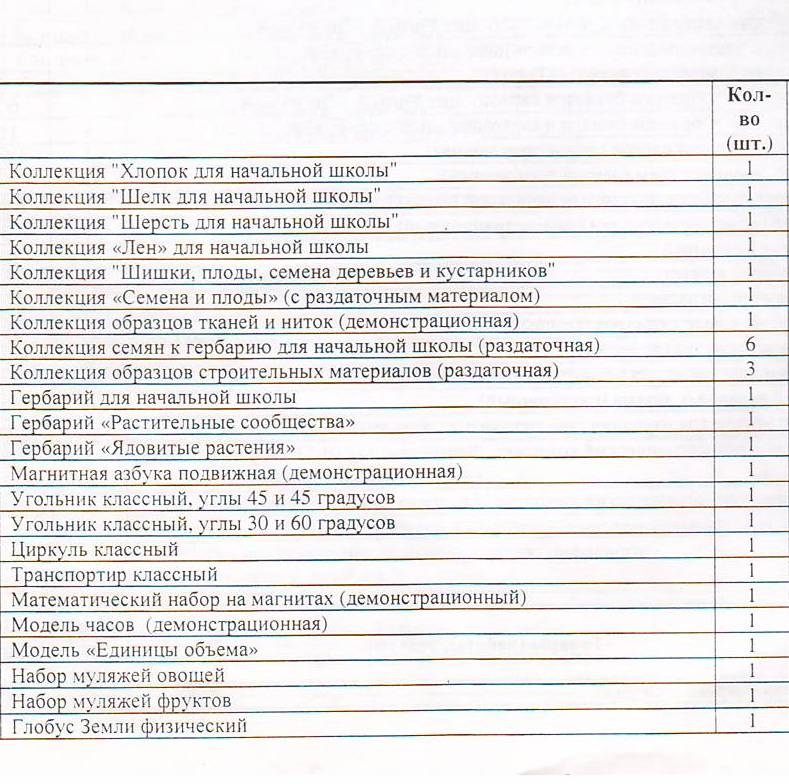 Кол-
во
(шт.)
Коллекция "Хлопок для начальной школы" 1
Коллекция "Шелк для начальной школы" 1
Коллекция "Шерсть для начальной школы" 1
Коллекция «Лен» для начальной школы 1
Коллекция "Шишки, плоды, семена деревьев и кустарников" 1
Коллекция «Семена и плоды» (с раздаточным материалом) 1
Коллекция образцов тканей и ниток (демонстрационная) 1
Коллекция семян к гербарию для начальной школы (раздаточная) 6
Коллекция образцов строительных материалов (раздаточная) 3
Гербарий для начальной школы 1
Гербарий «Растительные сообщества» 1
Гербарий «Ядовитые растения» 1
Магнитная азбука подвижная (демонстрационная) 1
Угольник классный, углы 45 и 45 градусов 1
Угольник классный, углы 30 и 60 градусов 1
Циркуль классный 1
Транспортир классный 1
Математический набор на магнитах (демонстрационный) 1
Модель часов (демонстрационная) 1
Модель «Единицы объема» 1
Набор муляжей овощей 1
Набор муляжей фруктов 1
Глобус Земли физический 1